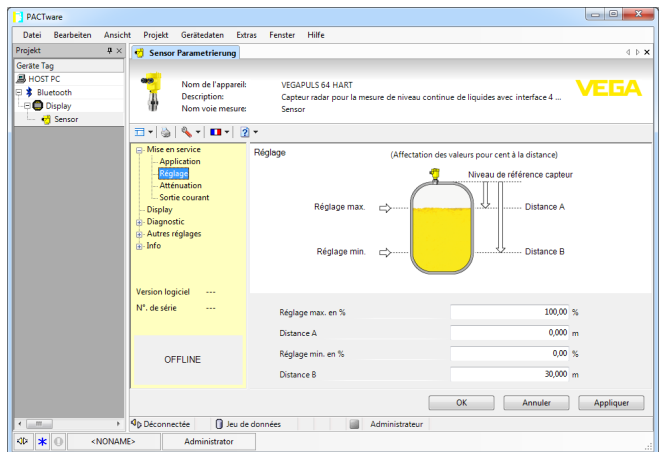 PACTware
Datei Bearbeiten Ansicht Projekt Gerätedaten Extras Fenster Hilfe
Projekt
Geräte Tag
HOST PC
Bluetooth
Display
Sensor
Sensor Parametrierung
Nom de l'appareil: VEGAPULS 64 HART
Description: Capteur radar pour la mesure de niveau continue de liquides avec interface 4 ...
Nom voie mesure: Sensor
VEGA
Mise en service
Application
Réglage
Atténuation
Sortie courant
Display
Diagnostic
Autres réglages
Info
Version logiciel ---
N°. de série ---
OFFLINE
Réglage (Affectation des valeurs pour cent à la distance)
Niveau de référence capteur
Réglage max. Distance A
Réglage min. Distance B
Réglage max. en % 100,00 %
Distance A 0,000 m
Réglage min. en % 0,00 %
Distance B 30,000 m
OK Annuler Appliquer
Déconnectée Jeu de données Administrateur
<NONAME> Administrator